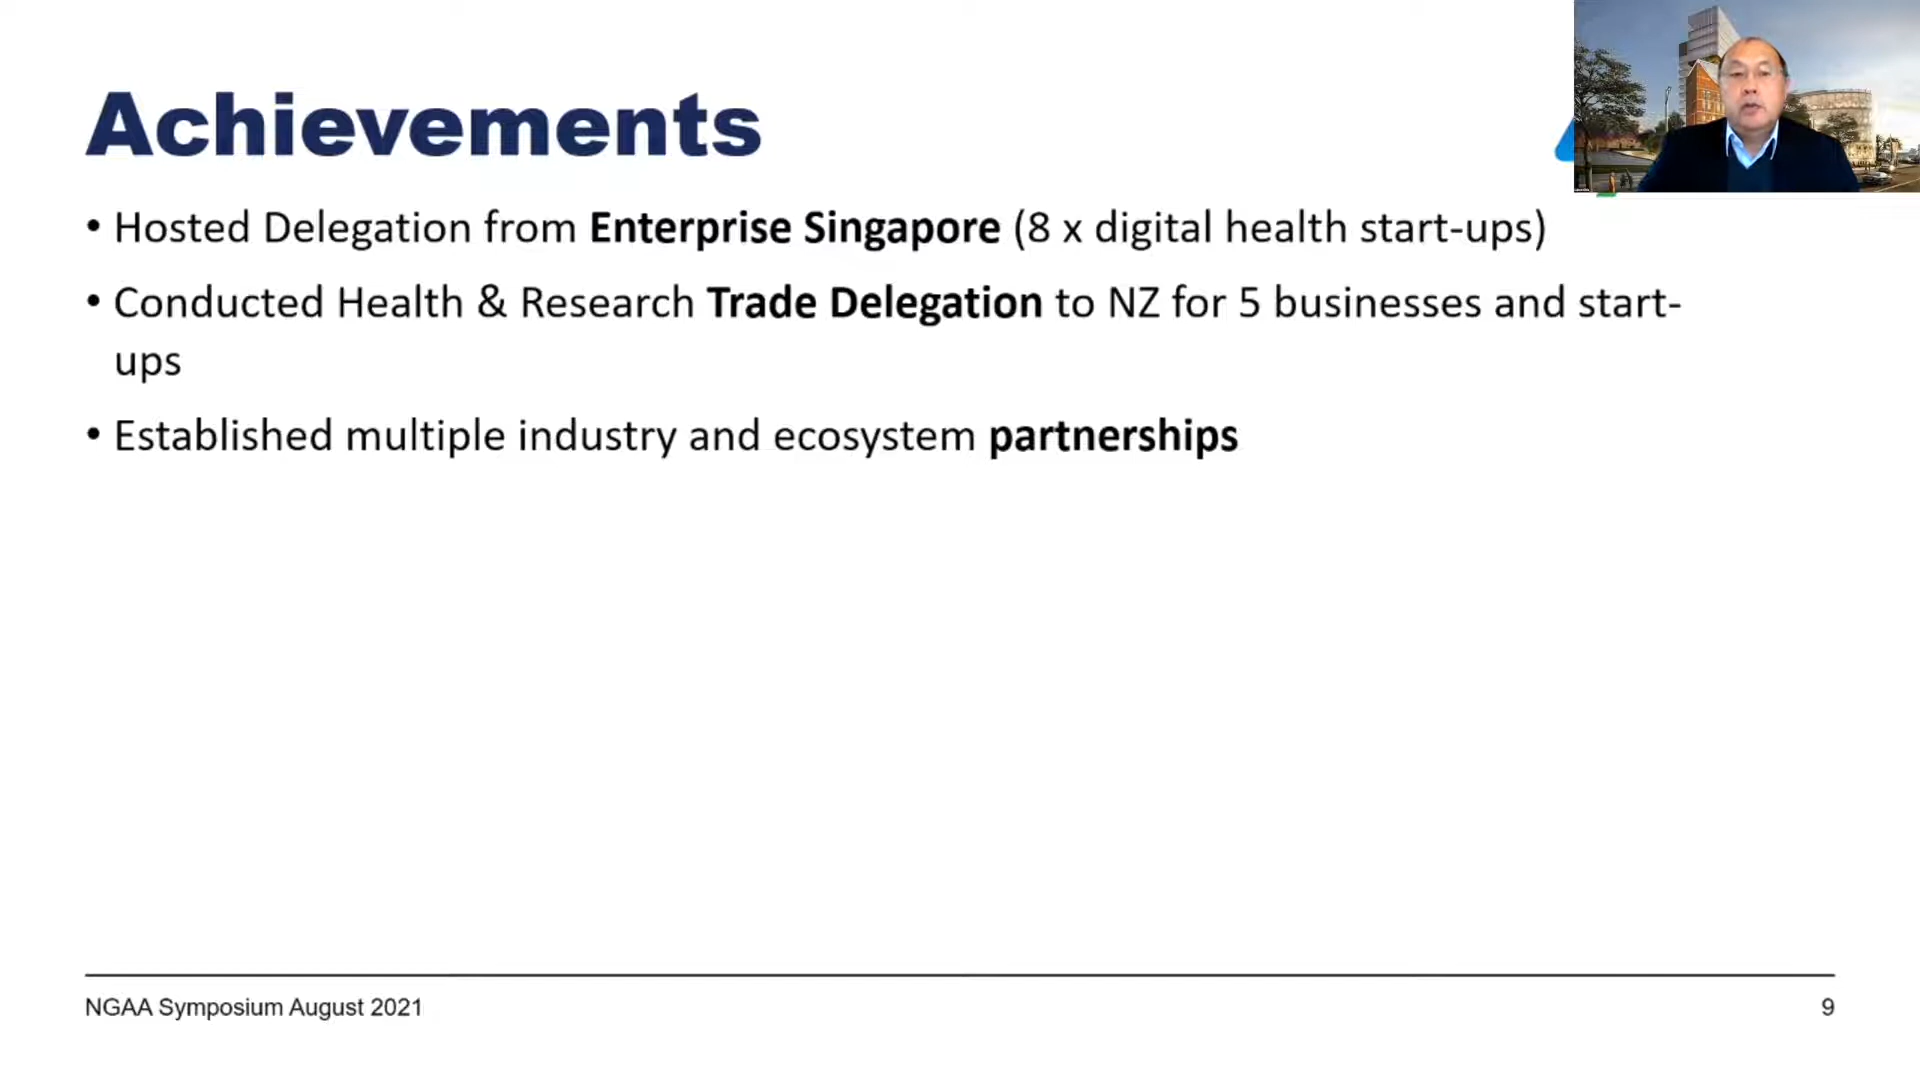 Achievements
• Hosted Delegation from Enterprise Singapore (8 x digital health start-ups)
• Conducted Health & Research Trade Delegation to NZ for 5 businesses and start-
ups
• Established multiple industry and ecosystem partnerships
NGAA Symposium August 2021
9